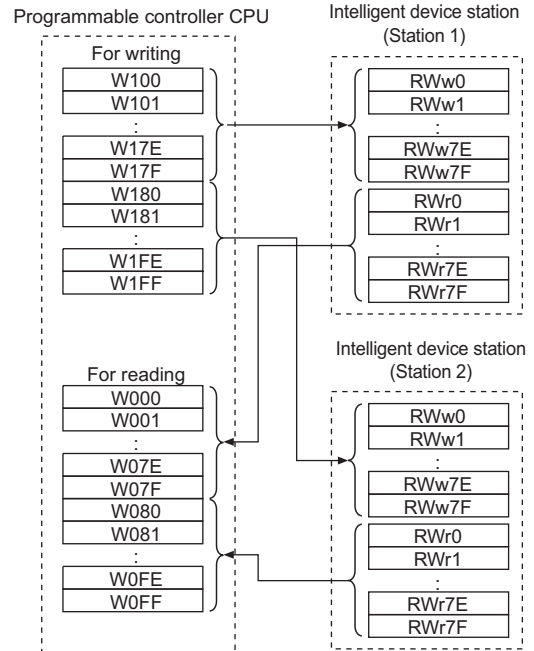 Programmable controller CPU
For writing
W100
W101
:
W17E
W17F
W180
W181
:
W1FE
W1FF
For reading
W000
W001
:
W07E
W07F
W080
W081
:
W0FE
W0FF
Intelligent device station
(Station 1)
RWw0
RWw1
:
RWw7E
RWw7F
RWr0
RWr1
:
RWr7E
RWr7F
Intelligent device station
(Station 2)
RWw0
RWw1
:
RWw7E
RWw7F
RWr0
RWr1
:
RWr7E
RWr7F